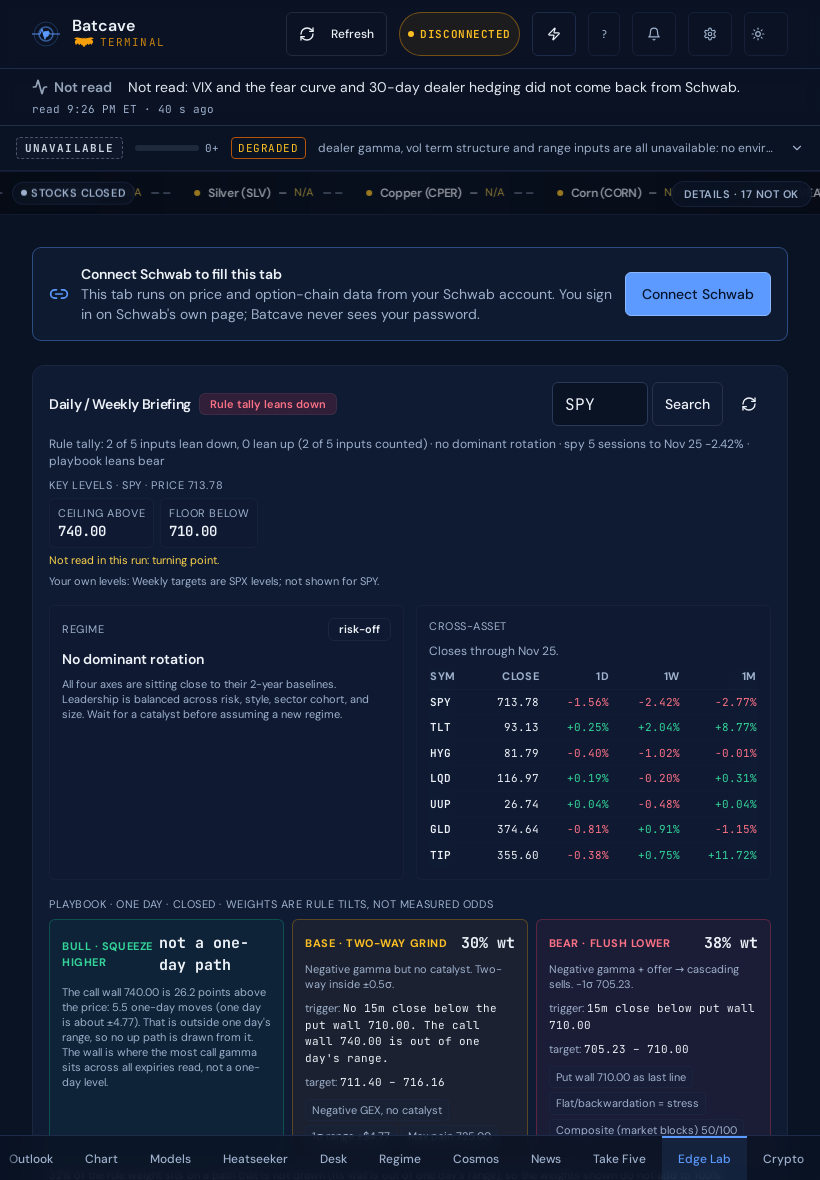 Batcave
TERMINAL
Refresh
DISCONNECTED
?
Not read Not read: VIX and the fear curve and 30-day dealer hedging did not come back from Schwab.
read 9:26 PM ET · 40 s ago
UNAVAILABLE 0+ DEGRADED dealer gamma, vol term structure and range inputs are all unavailable: no envir…
STOCKS CLOSED A — — Silver (SLV) — N/A — — Copper (CPER) — N/A — — Corn (CORN) — N DETAILS · 17 NOT OK
Connect Schwab to fill this tab
This tab runs on price and option-chain data from your Schwab account. You sign
in on Schwab's own page; Batcave never sees your password.
Connect Schwab
Daily / Weekly Briefing Rule tally leans down SPY Search
Rule tally: 2 of 5 inputs lean down, 0 lean up (2 of 5 inputs counted) · no dominant rotation · spy 5 sessions to Nov 25 -2.42% ·
playbook leans bear
KEY LEVELS · SPY · PRICE 713.78
CEILING ABOVE
740.00
FLOOR BELOW
710.00
Not read in this run: turning point.
Your own levels: Weekly targets are SPX levels; not shown for SPY.
REGIME risk-off
No dominant rotation
All four axes are sitting close to their 2-year baselines.
Leadership is balanced across risk, style, sector cohort, and
size. Wait for a catalyst before assuming a new regime.
CROSS-ASSET
Closes through Nov 25.
SYM CLOSE 1D 1W 1M
SPY 713.78 -1.56% -2.42% -2.77%
TLT 93.13 +0.25% +2.04% +8.77%
HYG 81.79 -0.40% -1.02% -0.01%
LQD 116.97 +0.19% -0.20% +0.31%
UUP 26.74 +0.04% -0.48% +0.04%
GLD 374.64 -0.81% +0.91% -1.15%
TIP 355.60 -0.38% +0.75% +11.72%
PLAYBOOK · ONE DAY · CLOSED · WEIGHTS ARE RULE TILTS, NOT MEASURED ODDS
BULL · SQUEEZE
HIGHER
not a one-
day path
The call wall 740.00 is 26.2 points above
the price: 5.5 one-day moves (one day
is about ±4.77). That is outside one day's
range, so no up path is drawn from it.
The wall is where the most call gamma
sits across all expiries read, not a one-
day level.
BASE · TWO-WAY GRIND 30% wt
Negative gamma but no catalyst. Two-
way inside ±0.5σ.
trigger: No 15m close below the
put wall 710.00. The call
wall 740.00 is out of one
day's range.
target: 711.40 – 716.16
Negative GEX, no catalyst
BEAR · FLUSH LOWER 38% wt
Negative gamma + offer → cascading
sells. -1σ 705.23.
trigger: 15m close below put wall
710.00
target: 705.23 – 710.00
Put wall 710.00 as last line
Flat/backwardation = stress
Composite (market blocks) 50/100
Outlook Chart Models Heatseeker Desk Regime Cosmos News Take Five Edge Lab Crypto